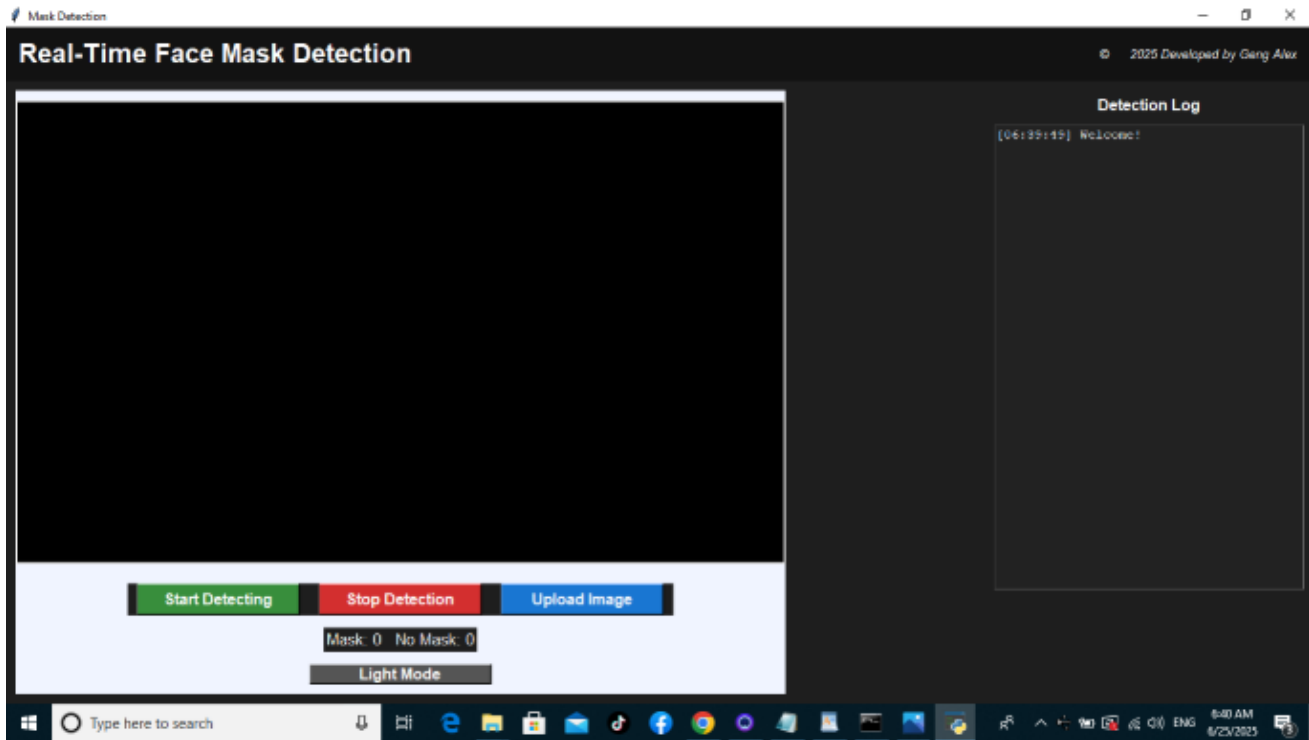 Mask Detection
Real-Time Face Mask Detection
© 2025 Developed by Geng Alex
Detection Log
[06:39:49] Welcome!
Start Detecting
Stop Detection
Upload Image
Mask: 0 No Mask: 0
Light Mode
Type here to search
ENG
6:40 AM
6/25/2025
3